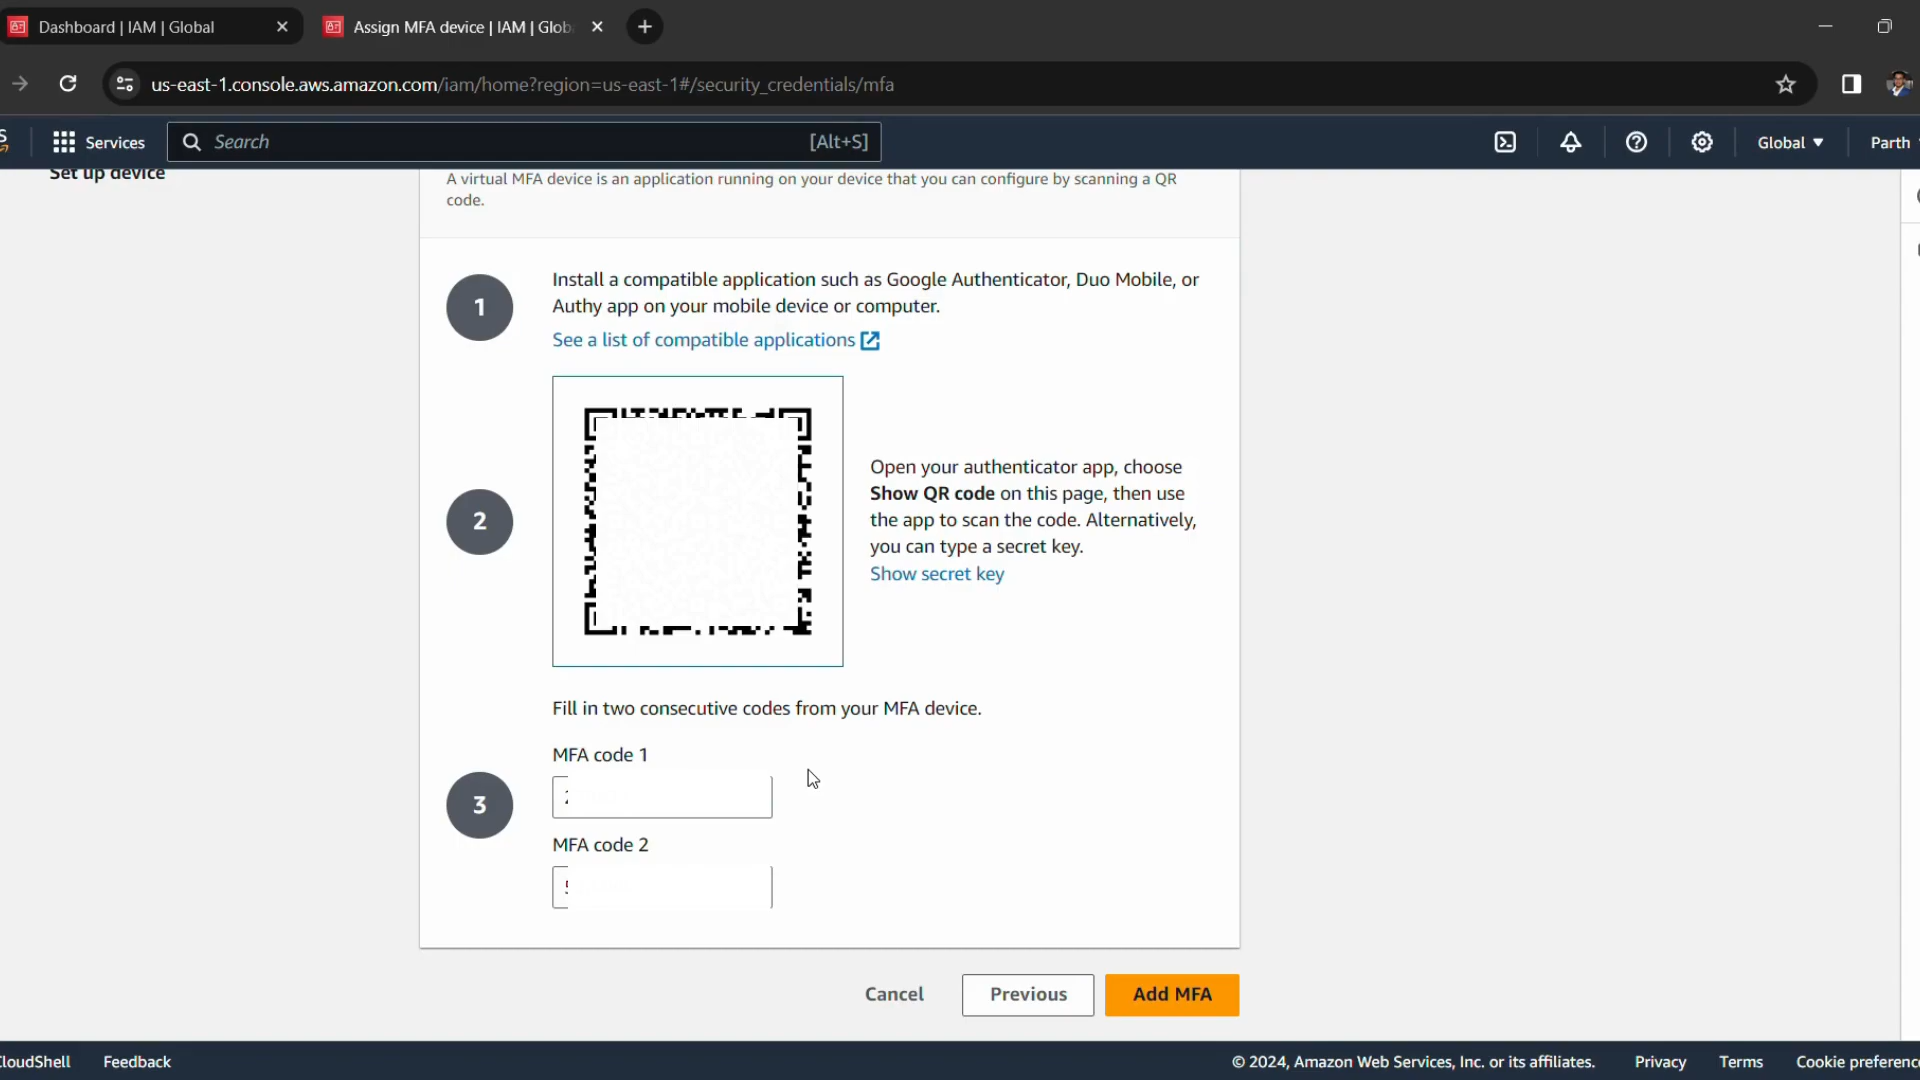 Dashboard | IAM | Global
Assign MFA device | IAM | Glob
us-east-1.console.aws.amazon.com/iam/home?region=us-east-1#/security_credentials/mfa
Services
Search
[Alt+S]
Global
Parth
Set up device
A virtual MFA device is an application running on your device that you can configure by scanning a QR
code.
1
Install a compatible application such as Google Authenticator, Duo Mobile, or
Authy app on your mobile device or computer.
See a list of compatible applications
2
Open your authenticator app, choose
Show QR code on this page, then use
the app to scan the code. Alternatively,
you can type a secret key.
Show secret key
Fill in two consecutive codes from your MFA device.
3
MFA code 1
MFA code 2
Cancel
Previous
Add MFA
CloudShell
Feedback
© 2024, Amazon Web Services, Inc. or its affiliates.
Privacy
Terms
Cookie preferenc